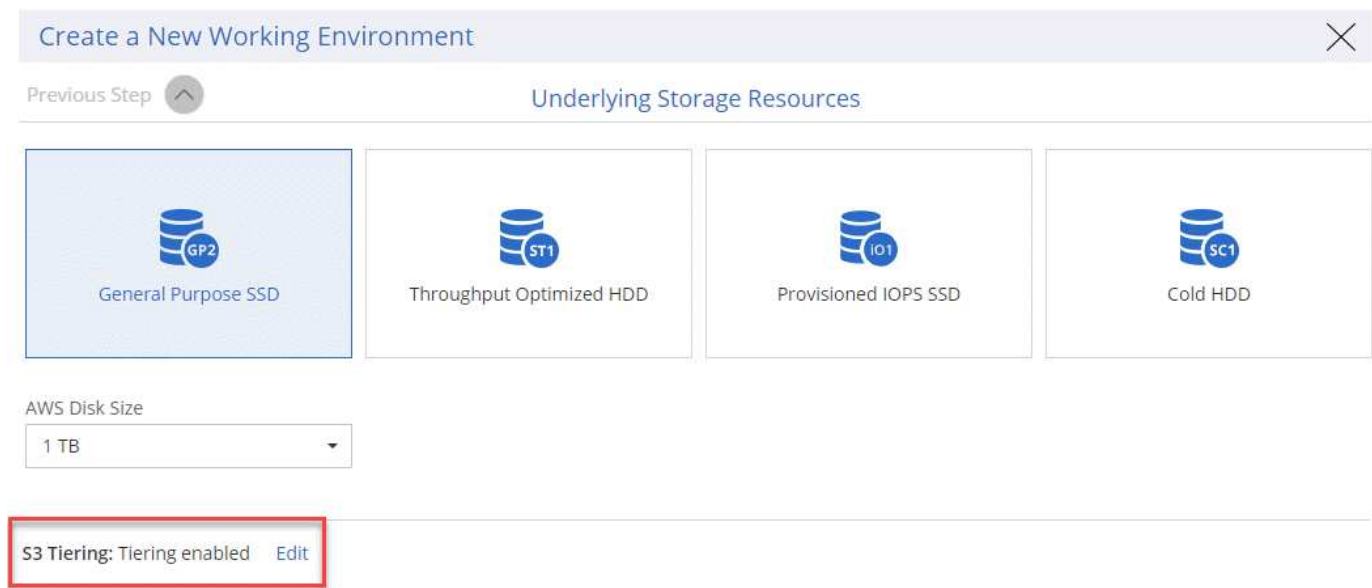 Create a New Working Environment
Previous Step
Underlying Storage Resources
GP2
ST1
iO1
SC1
General Purpose SSD
Throughput Optimized HDD
Provisioned IOPS SSD
Cold HDD
AWS Disk Size
1 TB
S3 Tiering: Tiering enabled Edit